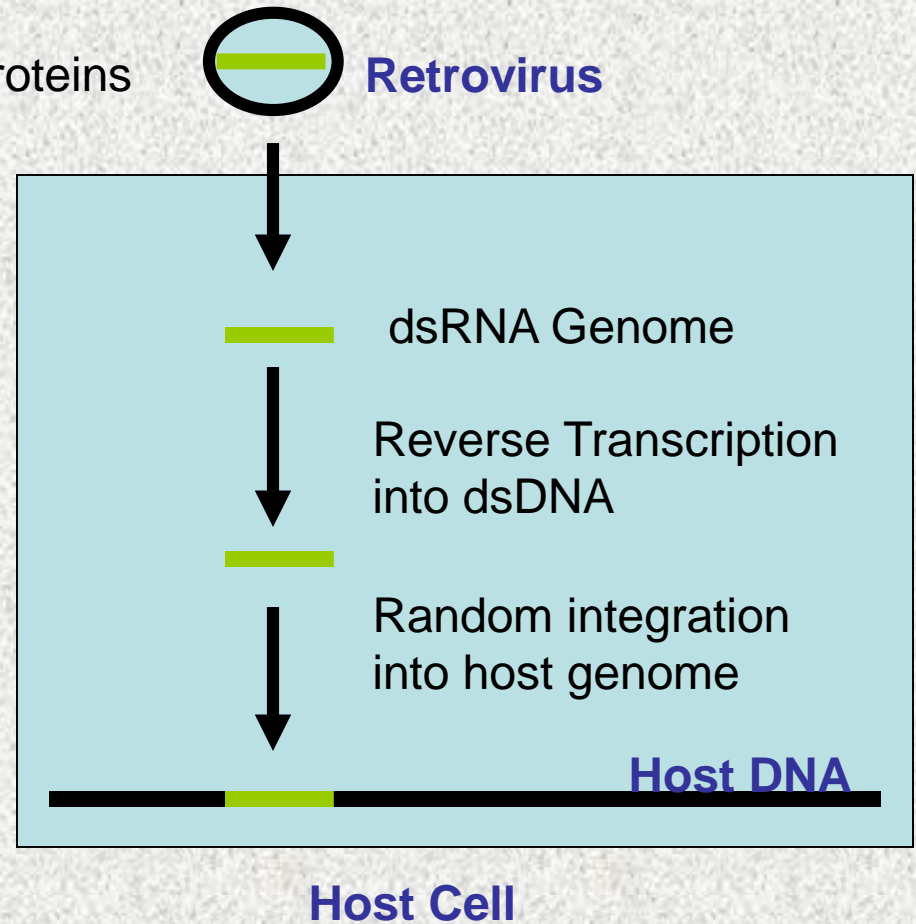 roteins
Retrovirus
dsRNA Genome
Reverse Transcription
into dsDNA
Random integration
into host genome
Host DNA
Host Cell